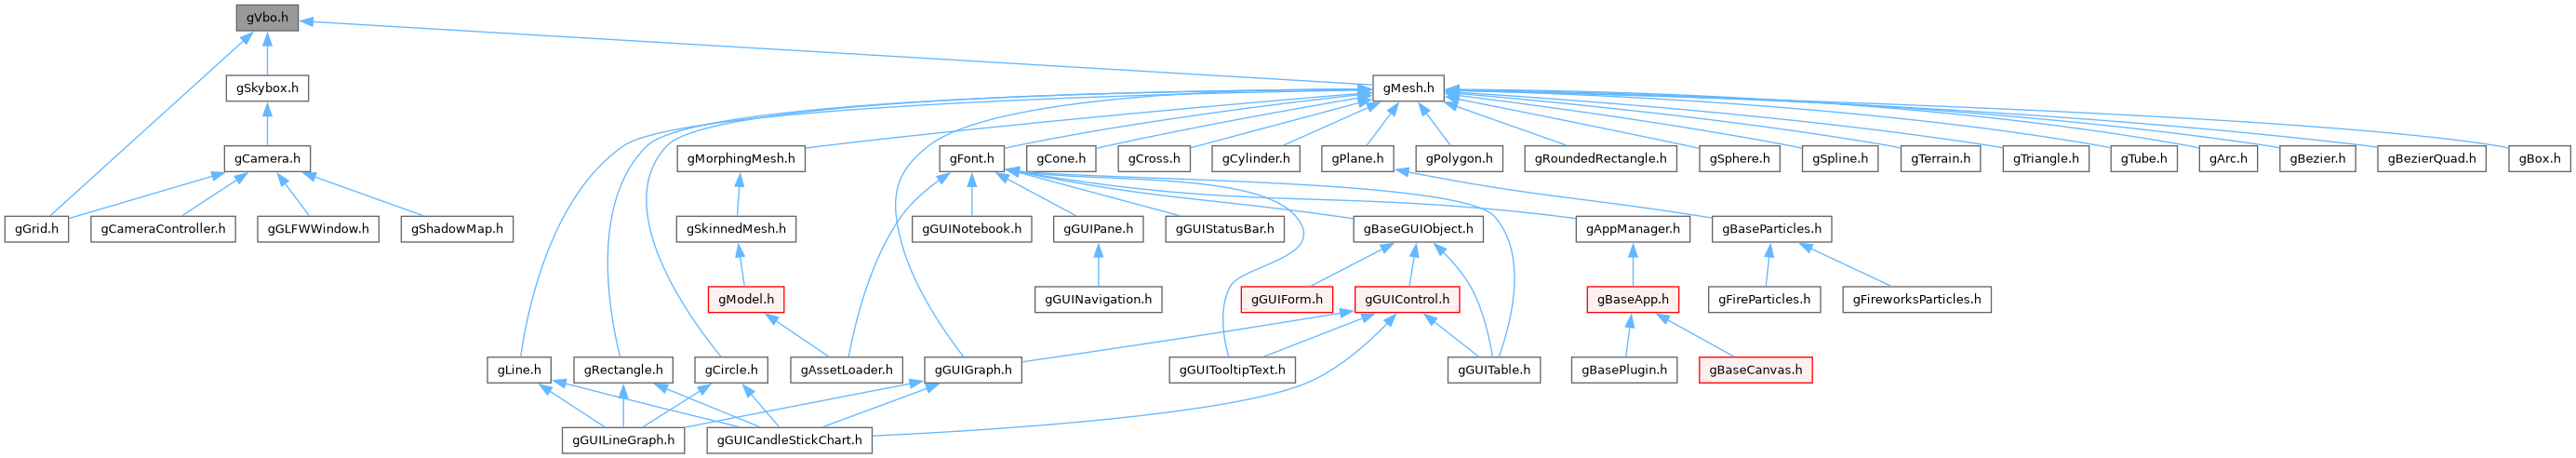 gVbo.h
gSkybox.h
gMesh.h
gCamera.h
gMorphingMesh.h
gFont.h
gCone.h
gCross.h
gCylinder.h
gPlane.h
gPolygon.h
gRoundedRectangle.h
gSphere.h
gSpline.h
gTerrain.h
gTriangle.h
gTube.h
gArc.h
gBezier.h
gBezierQuad.h
gBox.h
gGrid.h
gCameraController.h
gGLFWWindow.h
gShadowMap.h
gSkinnedMesh.h
gGUINotebook.h
gGUIPane.h
gGUIStatusBar.h
gBaseGUIObject.h
gAppManager.h
gBaseParticles.h
gModel.h
gGUINavigation.h
gGUIForm.h
gGUIControl.h
gBaseApp.h
gFireParticles.h
gFireworksParticles.h
gLine.h
gRectangle.h
gCircle.h
gAssetLoader.h
gGUIGraph.h
gGUITooltipText.h
gGUITable.h
gBasePlugin.h
gBaseCanvas.h
gGUILineGraph.h
gGUICandleStickChart.h